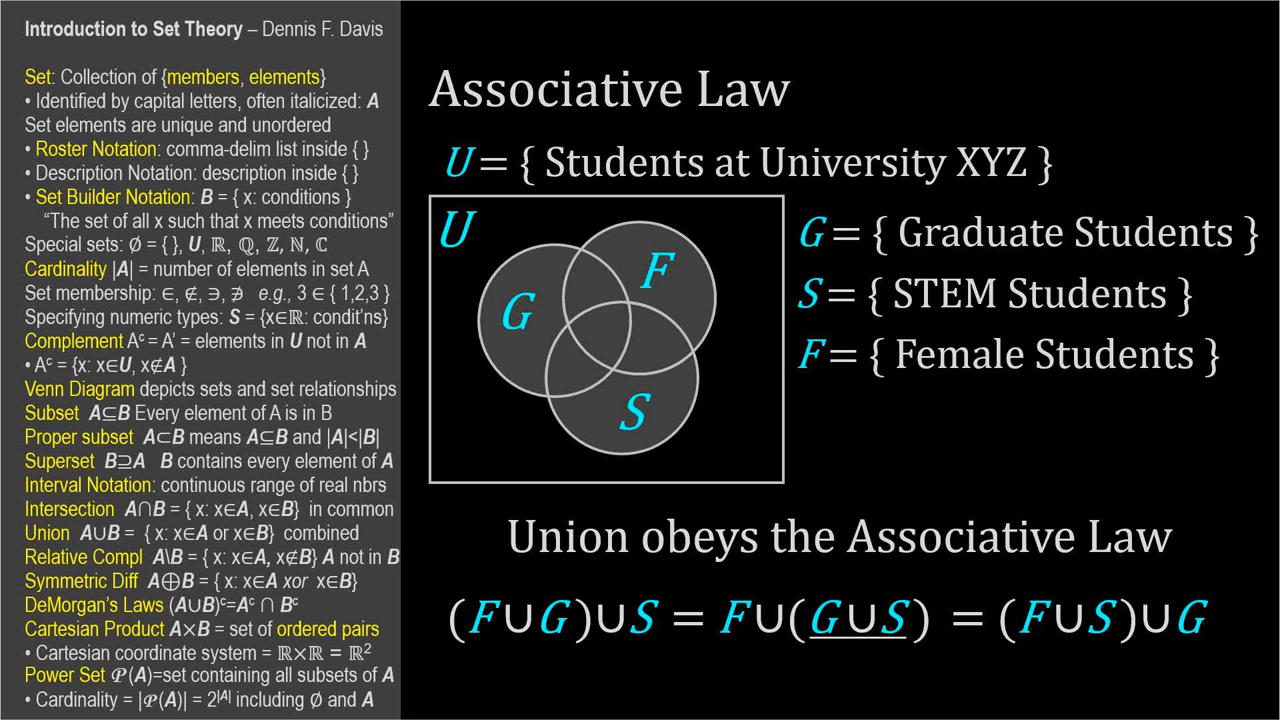 Introduction to Set Theory – Dennis F. Davis
Set: Collection of {members, elements}
• Identified by capital letters, often italicized: A
Set elements are unique and unordered
• Roster Notation: comma-delim list inside { }
• Description Notation: description inside { }
• Set Builder Notation: B = { x: conditions }
“The set of all x such that x meets conditions”
Special sets: ∅ = { }, U, ℝ, ℚ, ℤ, ℕ, ℂ
Cardinality |A| = number of elements in set A
Set membership: ∈, ∉, ∋, ∌ e.g., 3 ∈ { 1,2,3 }
Specifying numeric types: S = {x∈ℝ: condit’ns}
Complement Aᶜ = A’ = elements in U not in A
• Aᶜ = {x: x∈U, x∉A }
Venn Diagram depicts sets and set relationships
Subset A⊆B Every element of A is in B
Proper subset A⊂B means A⊆B and |A|<|B|
Superset B⊇A B contains every element of A
Interval Notation: continuous range of real nbrs
Intersection A∩B = { x: x∈A, x∈B} in common
Union A∪B = { x: x∈A or x∈B} combined
Relative Compl A\B = { x: x∈A, x∉B} A not in B
Symmetric Diff A⊕B = { x: x∈A xor x∈B}
DeMorgan’s Laws (A∪B)ᶜ=Aᶜ ∩ Bᶜ
Cartesian Product A×B = set of ordered pairs
• Cartesian coordinate system = ℝ×ℝ = ℝ²
Power Set 𝓟(A)=set containing all subsets of A
• Cardinality = |𝓟(A)| = 2^|A| including ∅ and A
Associative Law
U = { Students at University XYZ }
U
G
F
S
G = { Graduate Students }
S = { STEM Students }
F = { Female Students }
Union obeys the Associative Law
(F∪G)∪S = F∪(G∪S) = (F∪S)∪G